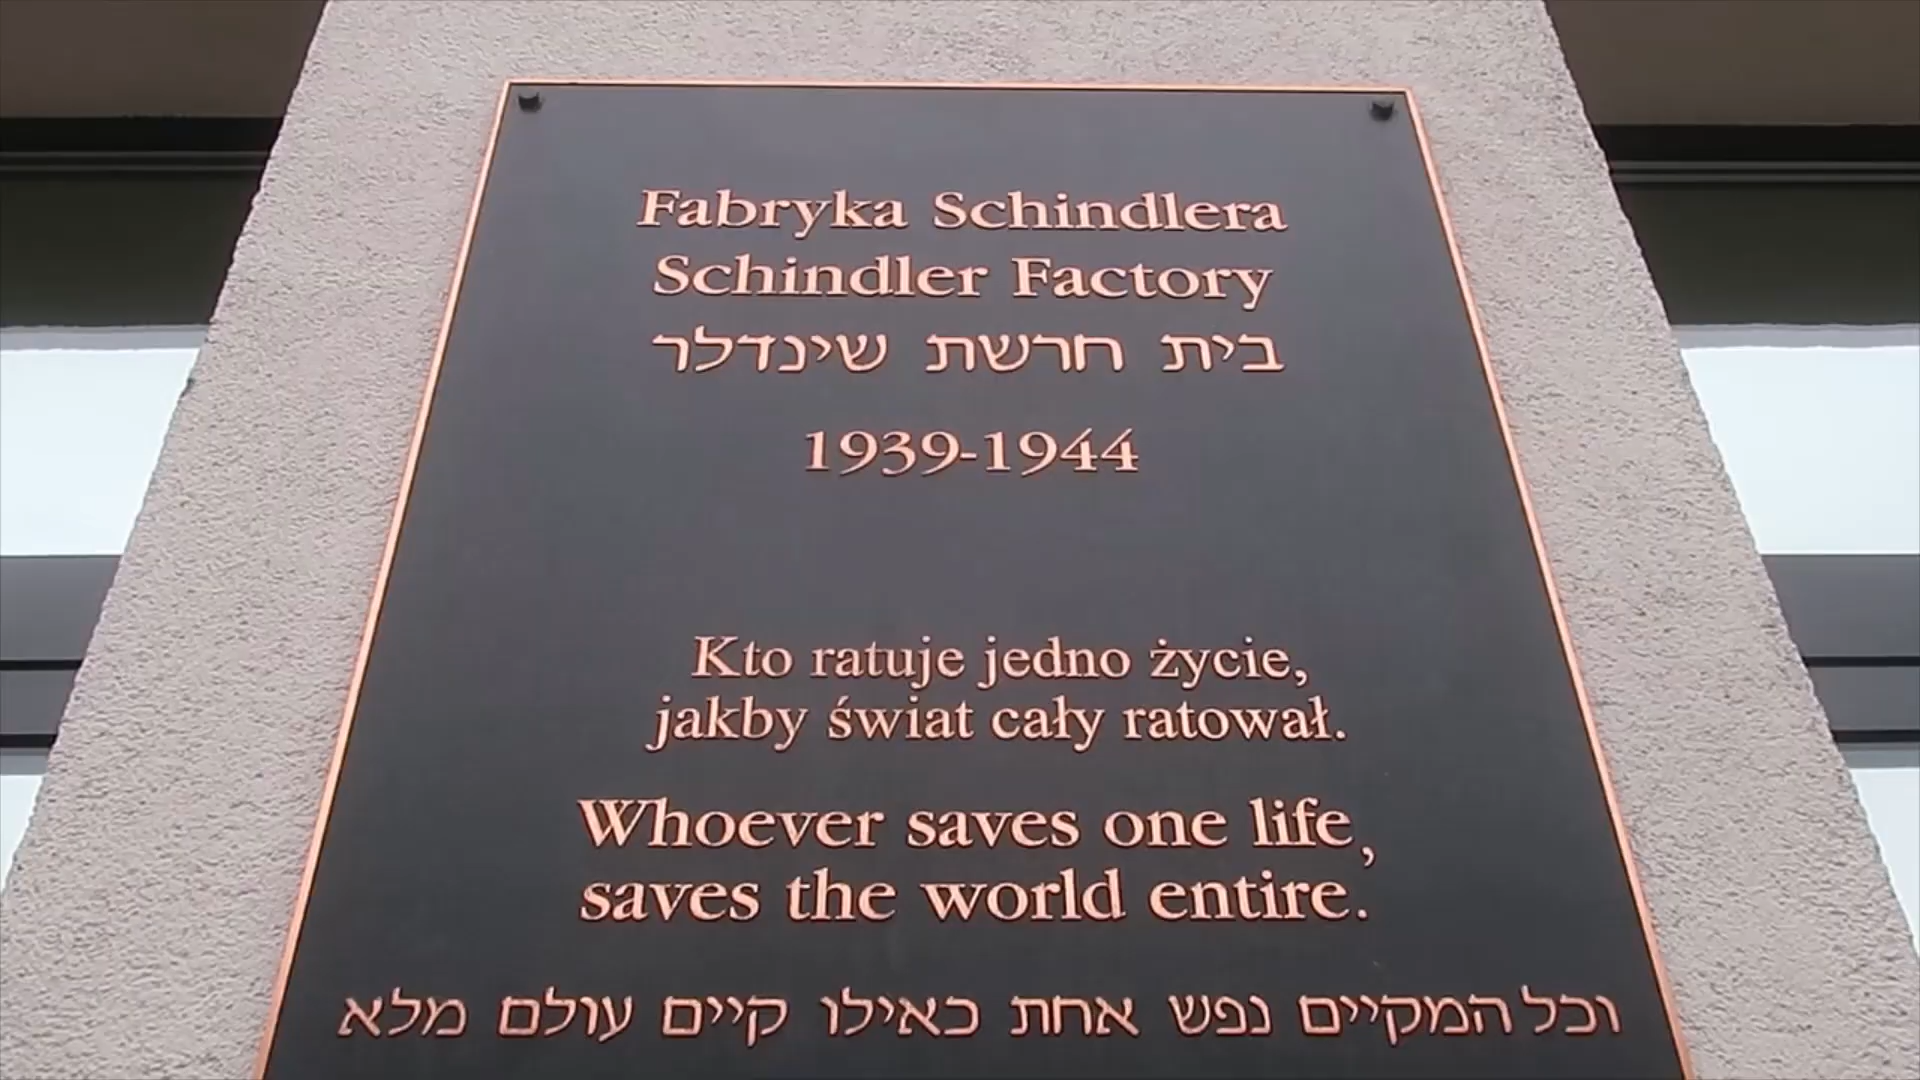 Fabryka Schindlera
Schindler Factory
בית חרשת שינדלר
1939-1944
Kto ratuje jedno życie,
jakby świat cały ratował.
Whoever saves one life,
saves the world entire.
וכל המקיים נפש אחת כאילו קיים עולם מלא